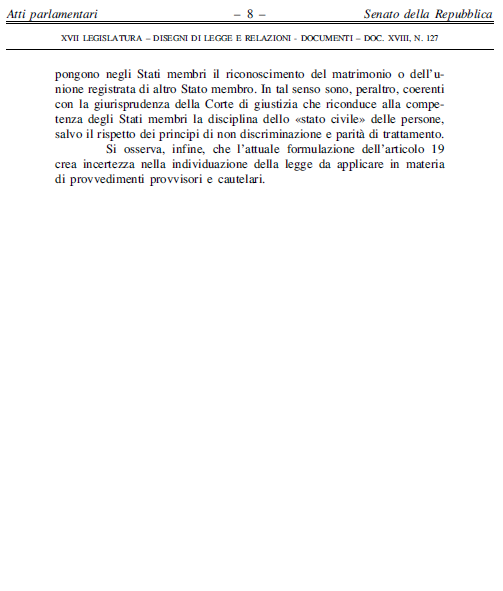 Atti parlamentari – 8 – Senato della Repubblica
XVII LEGISLATURA – DISEGNI DI LEGGE E RELAZIONI - DOCUMENTI – DOC. XVIII, N. 127
pongono negli Stati membri il riconoscimento del matrimonio o dell'u-
nione registrata di altro Stato membro. In tal senso sono, peraltro, coerenti
con la giurisprudenza della Corte di giustizia che riconduce alla compe-
tenza degli Stati membri la disciplina dello «stato civile» delle persone,
salvo il rispetto dei principi di non discriminazione e parità di trattamento.
Si osserva, infine, che l'attuale formulazione dell'articolo 19
crea incertezza nella individuazione della legge da applicare in materia
di provvedimenti provvisori e cautelari.